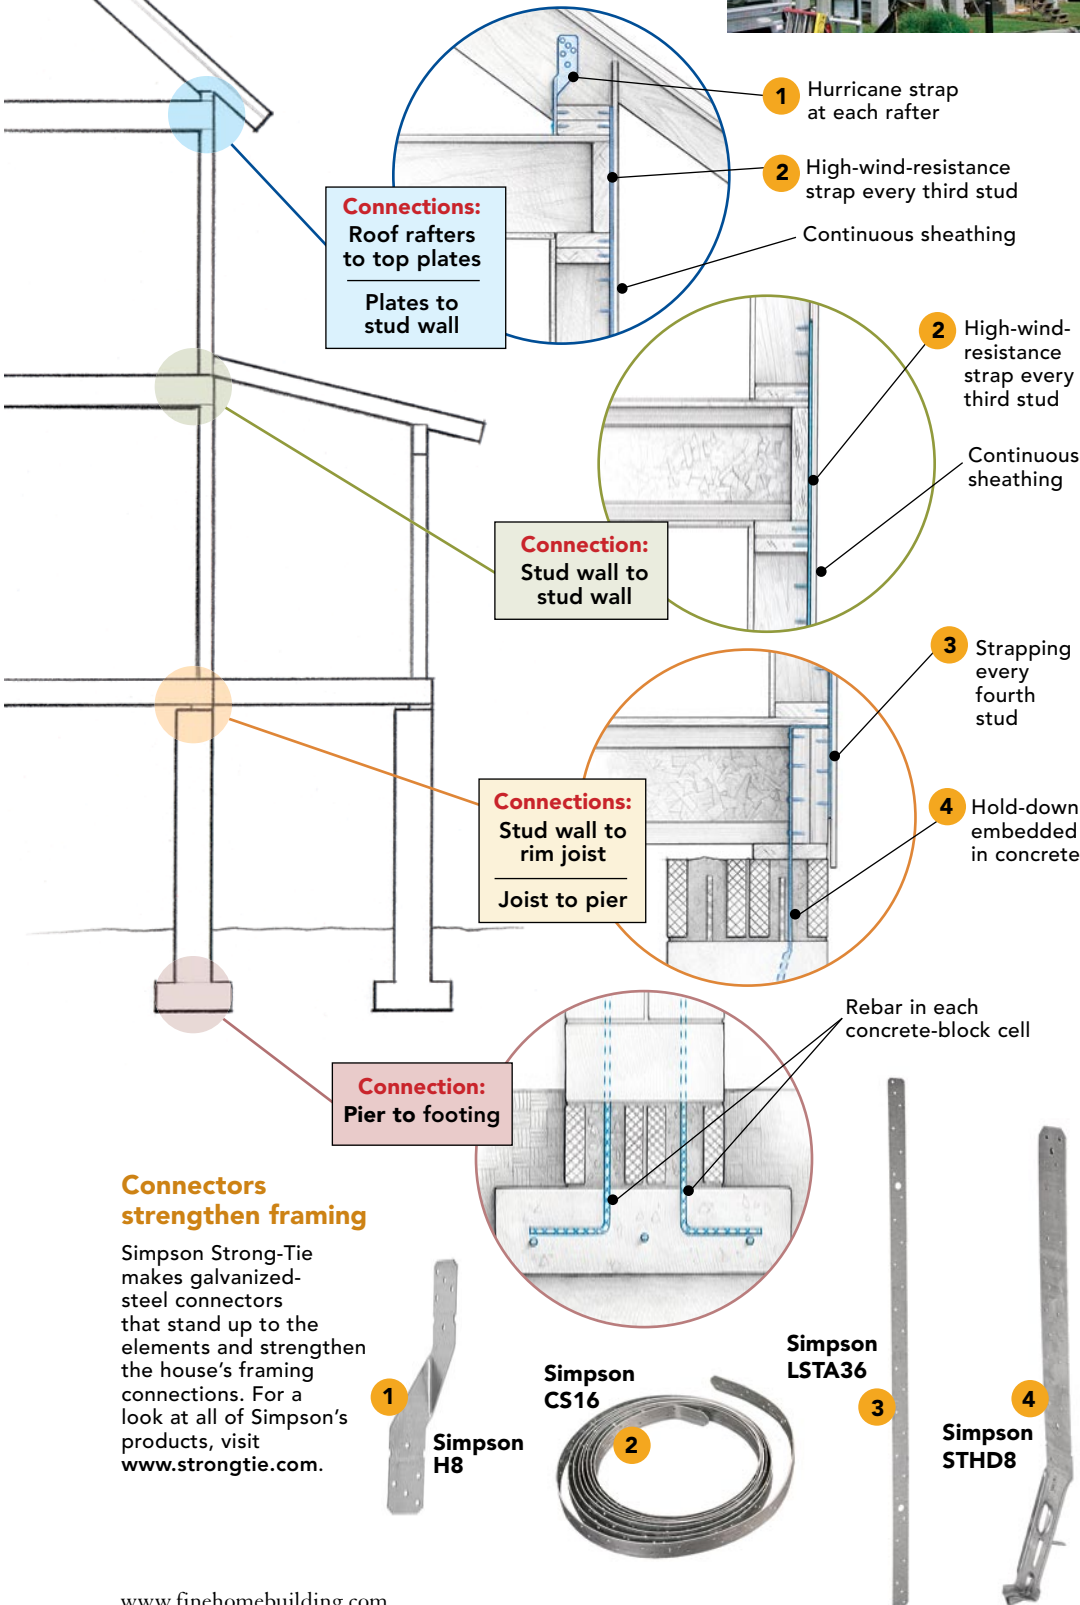 1
Hurricane strap
at each rafter
2
High-wind-resistance
strap every third stud
Continuous sheathing
Connections:
Roof rafters
to top plates
Plates to
stud wall
2
High-wind-
resistance
strap every
third stud
Continuous
sheathing
Connection:
Stud wall to
stud wall
3
Strapping
every
fourth
stud
4
Hold-down
embedded
in concrete
Connections:
Stud wall to
rim joist
Joist to pier
Rebar in each
concrete-block cell
Connection:
Pier to footing
Connectors
strengthen framing
Simpson Strong-Tie
makes galvanized-
steel connectors
that stand up to the
elements and strengthen
the house's framing
connections. For a
look at all of Simpson's
products, visit
www.strongtie.com.
1
Simpson
H8
Simpson
CS16
2
Simpson
LSTA36
3
4
Simpson
STHD8
www.finehomebuilding.com